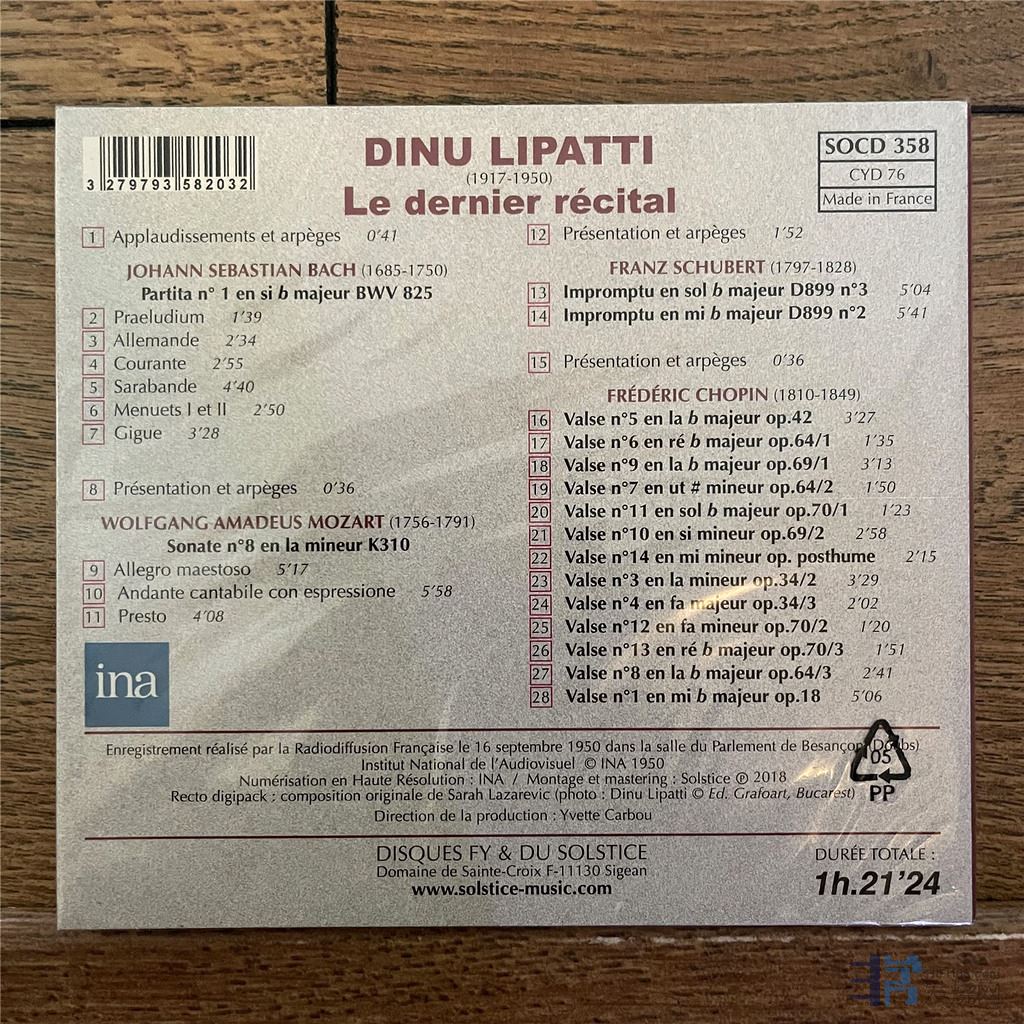 3 279793 582032
DINU LIPATTI
(1917-1950)
Le dernier récital
SOCD 358
CYD 76
Made in France
1 Applaudissements et arpèges 0'41
JOHANN SEBASTIAN BACH (1685-1750)
Partita n° 1 en si b majeur BWV 825
2 Praeludium 1'39
3 Allemande 2'34
4 Courante 2'55
5 Sarabande 4'40
6 Menuets I et II 2'50
7 Gigue 3'28
8 Présentation et arpèges 0'36
WOLFGANG AMADEUS MOZART (1756-1791)
Sonate n°8 en la mineur K310
9 Allegro maestoso 5'17
10 Andante cantabile con espressione 5'58
11 Presto 4'08
ina
12 Présentation et arpèges 1'52
FRANZ SCHUBERT (1797-1828)
13 Impromptu en sol b majeur D899 n°3 5'04
14 Impromptu en mi b majeur D899 n°2 5'41
15 Présentation et arpèges 0'36
FRÉDÉRIC CHOPIN (1810-1849)
16 Valse n°5 en la b majeur op.42 3'27
17 Valse n°6 en ré b majeur op.64/1 1'35
18 Valse n°9 en la b majeur op.69/1 3'13
19 Valse n°7 en ut # mineur op.64/2 1'50
20 Valse n°11 en sol b majeur op.70/1 1'23
21 Valse n°10 en si mineur op.69/2 2'58
22 Valse n°14 en mi mineur op. posthume 2'15
23 Valse n°3 en la mineur op.34/2 3'29
24 Valse n°4 en fa majeur op.34/3 2'02
25 Valse n°12 en fa mineur op.70/2 1'20
26 Valse n°13 en ré b majeur op.70/3 1'51
27 Valse n°8 en la b majeur op.64/3 2'41
28 Valse n°1 en mi b majeur op.18 5'06
Enregistrement réalisé par la Radiodiffusion Française le 16 septembre 1950 dans la salle du Parlement de Besançon (Doubs)
Institut National de l'Audiovisuel © INA 1950
Numérisation en Haute Résolution : INA / Montage et mastering : Solstice ℗ 2018
Recto digipack : composition originale de Sarah Lazarevic (photo : Dinu Lipatti © Ed. Grafoart, Bucarest)
Direction de la production : Yvette Carbou
05
PP
DISQUES FY & DU SOLSTICE
Domaine de Sainte-Croix F-11130 Sigean
www.solstice-music.com
DURÉE TOTALE :
1h.21'24